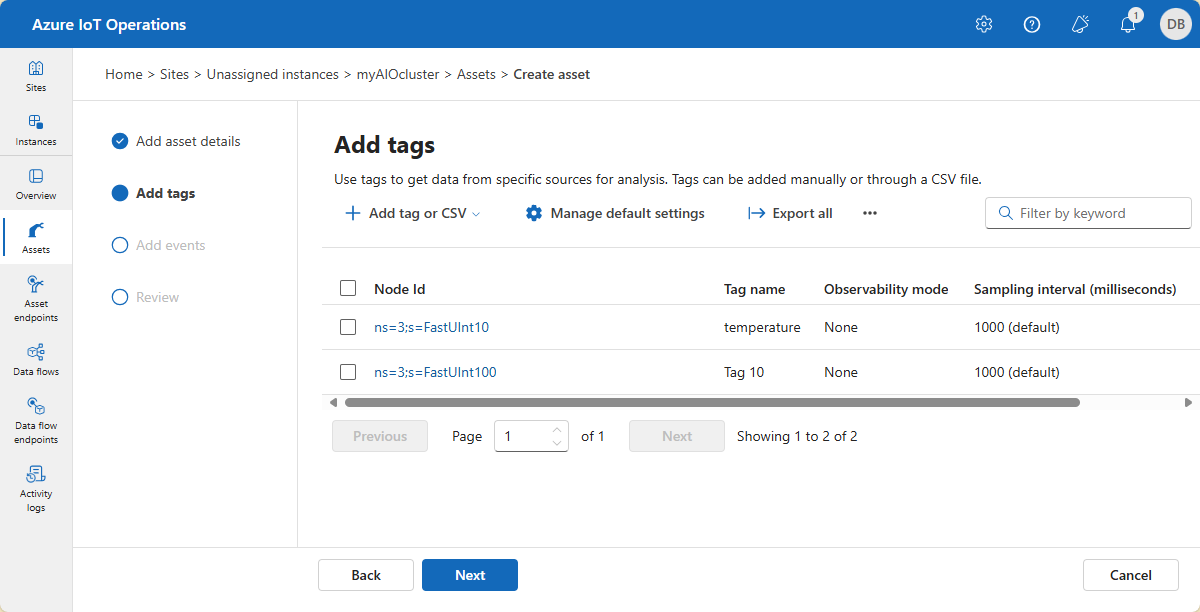 Azure IoT Operations
1
DB
Sites
Instances
Overview
Assets
Asset
endpoints
Data flows
Data flow
endpoints
Activity
logs
Home > Sites > Unassigned instances > myAIOcluster > Assets > Create asset
Add asset details
Add tags
Add events
Review
Add tags
Use tags to get data from specific sources for analysis. Tags can be added manually or through a CSV file.
Add tag or CSV
Manage default settings
Export all
Filter by keyword
Node Id Tag name Observability mode Sampling interval (milliseconds)
ns=3;s=FastUInt10 temperature None 1000 (default)
ns=3;s=FastUInt100 Tag 10 None 1000 (default)
Previous Page 1 of 1 Next Showing 1 to 2 of 2
Back Next Cancel